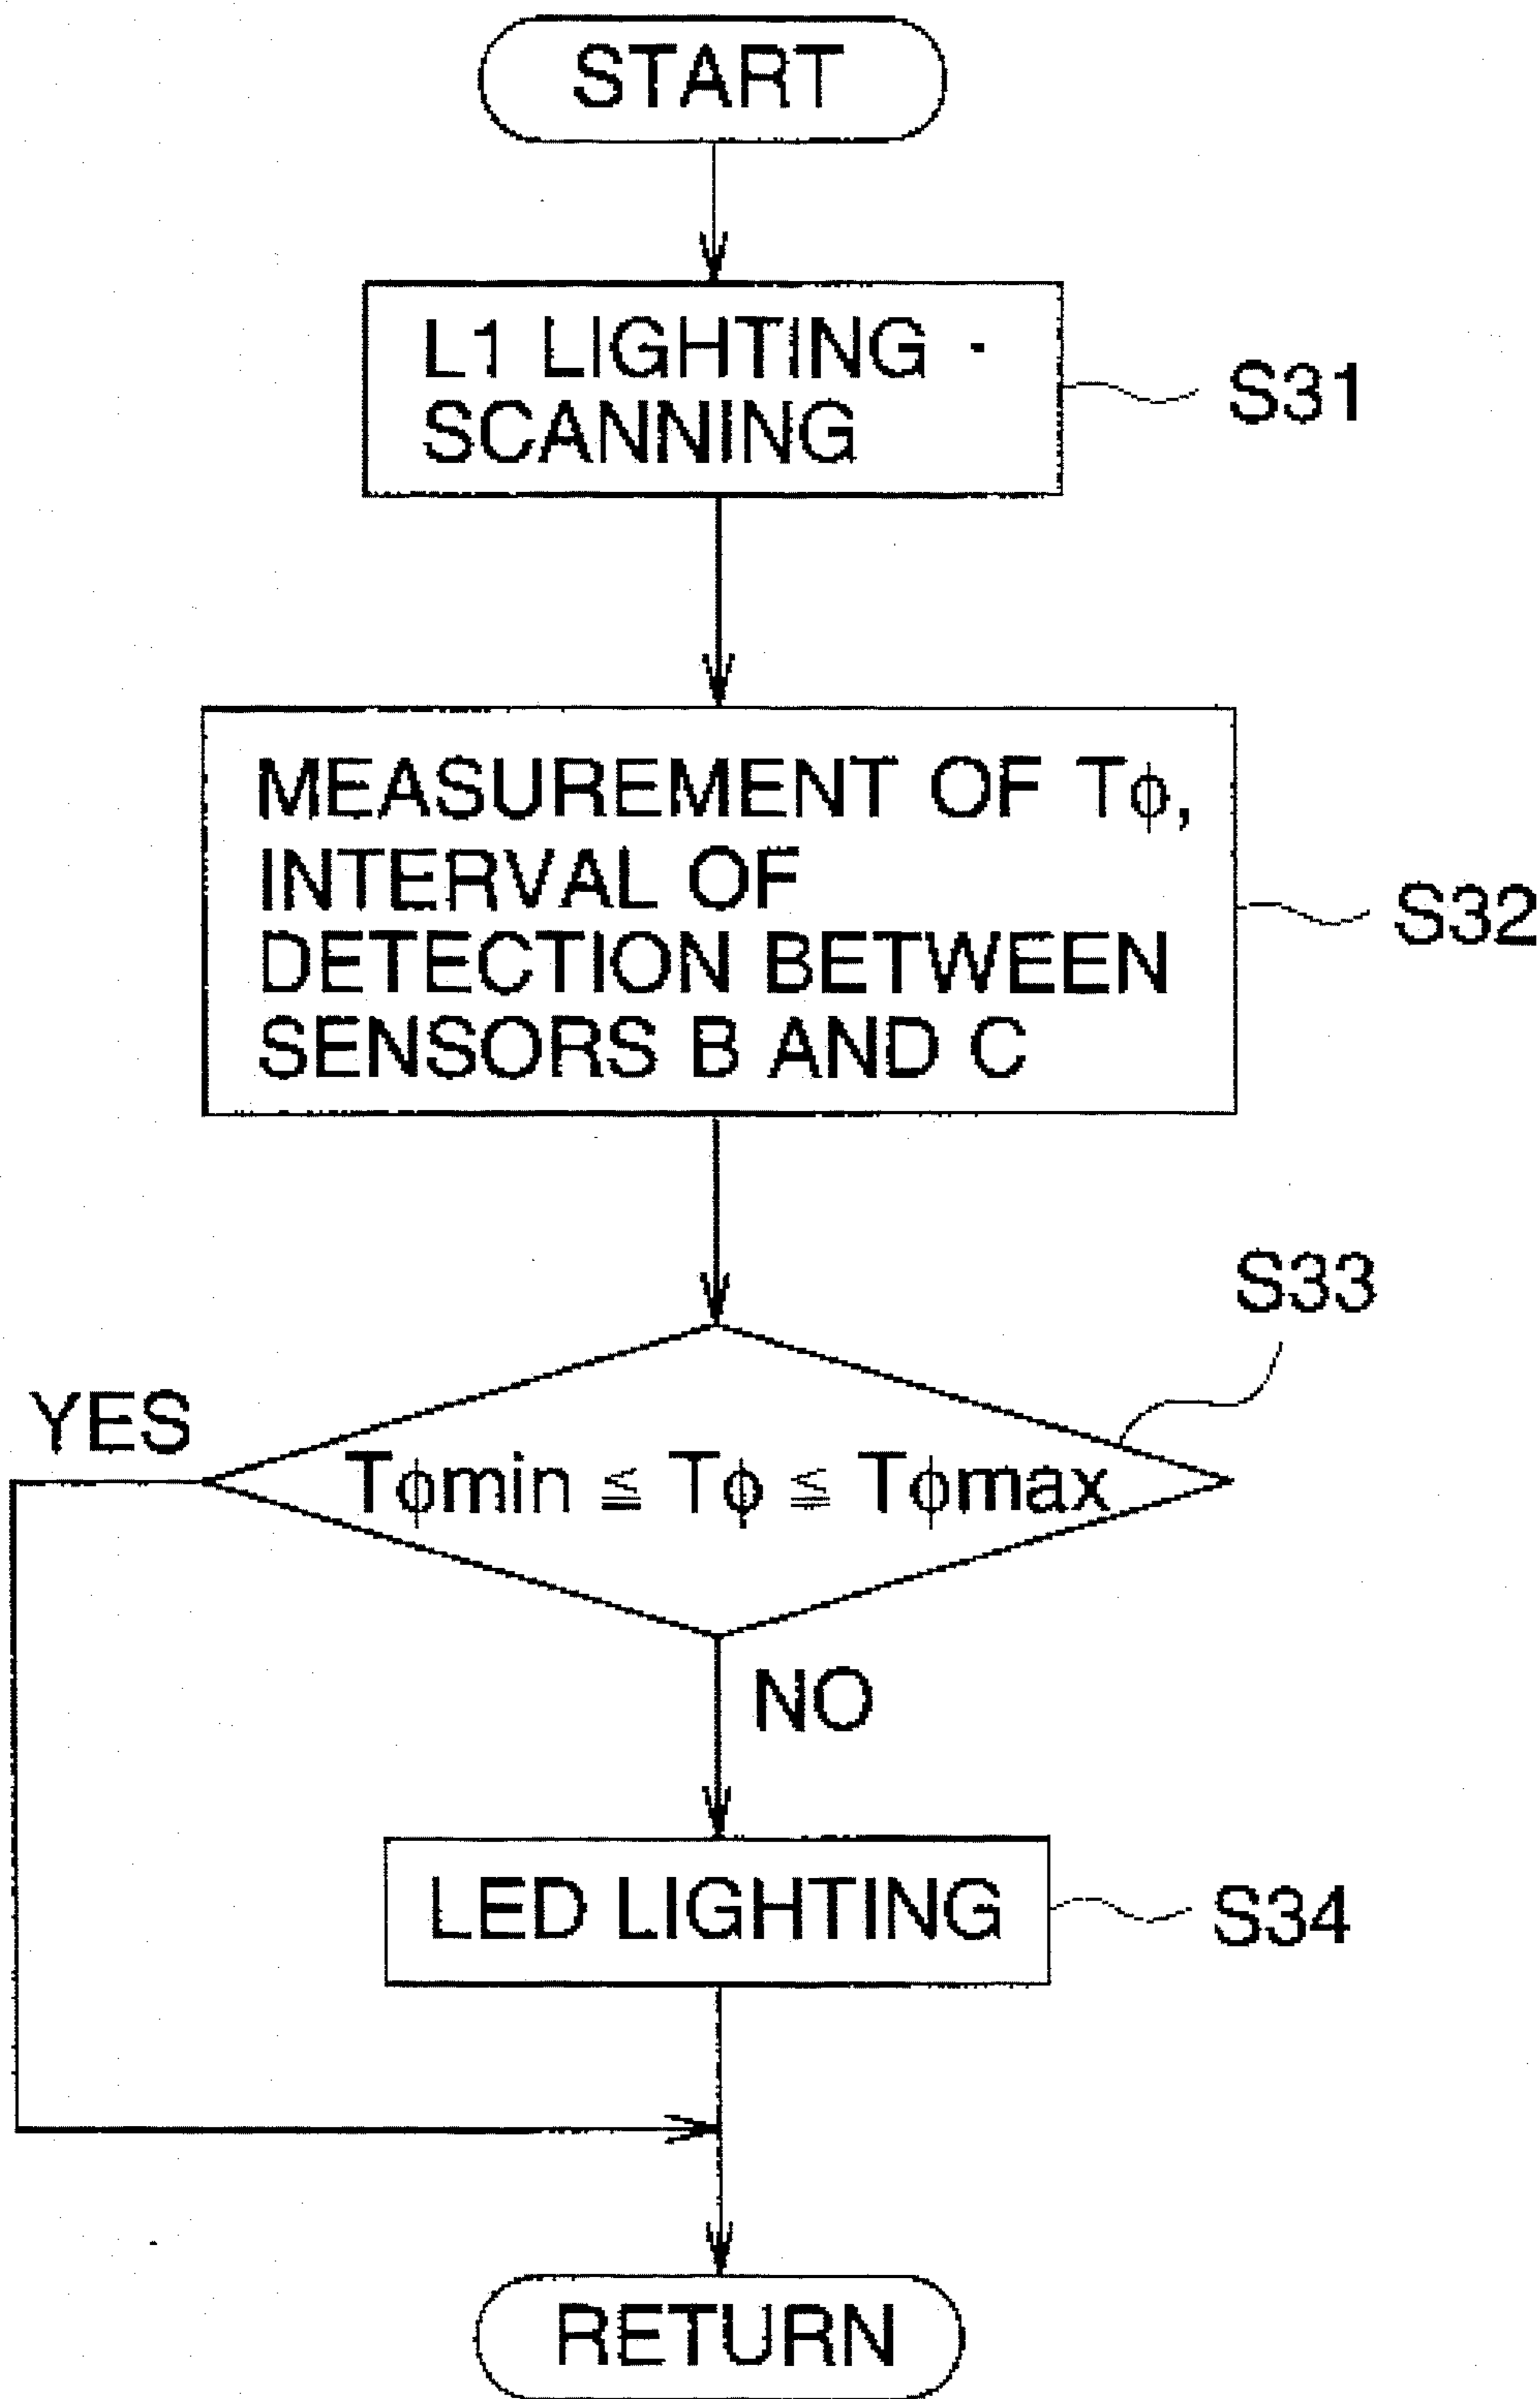 START
L1 LIGHTING ·
SCANNING
S31
MEASUREMENT OF Tϕ,
INTERVAL OF
DETECTION BETWEEN
SENSORS B AND C
S32
S33
YES
Tϕmin ≦ Tϕ ≦ Tϕmax
NO
LED LIGHTING
S34
RETURN